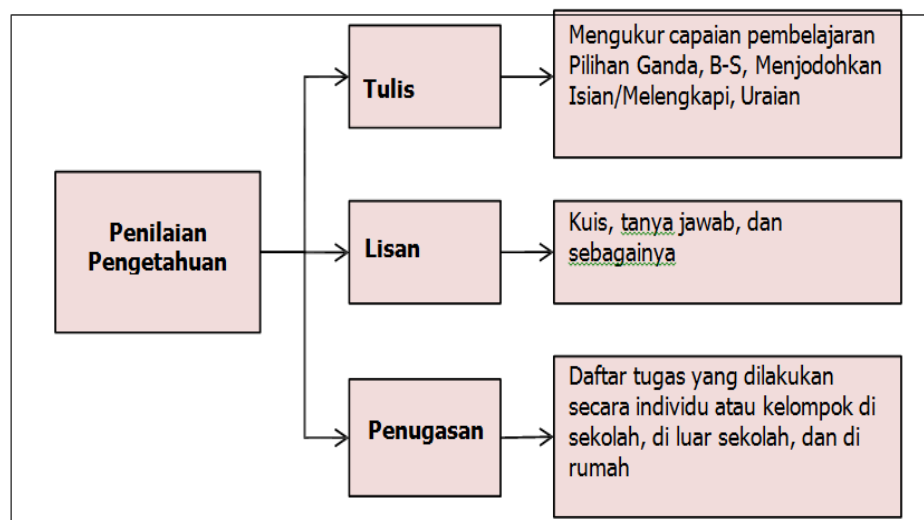 Penilaian
Pengetahuan
Tulis
Mengukur capaian pembelajaran
Pilihan Ganda, B-S, Menjodohkan
Isian/Melengkapi, Uraian
Lisan
Kuis, tanya jawab, dan
sebagainya
Penugasan
Daftar tugas yang dilakukan
secara individu atau kelompok di
sekolah, di luar sekolah, dan di
rumah